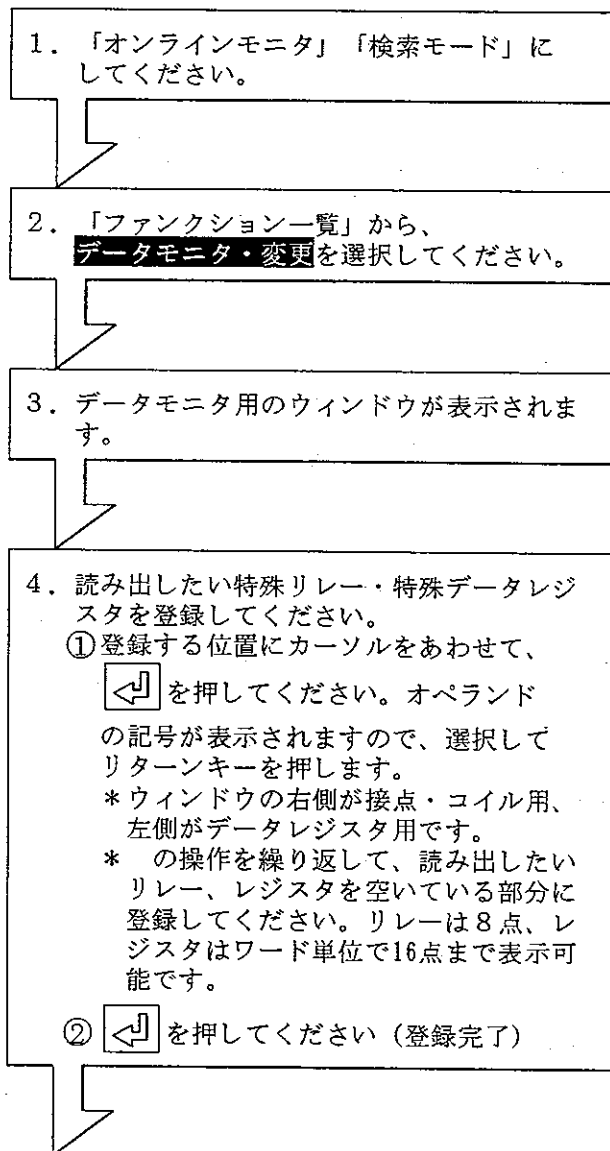 1．「オンラインモニタ」「検索モード」に
してください。
2．「ファンクション一覧」から、
データモニタ・変更を選択してください。
3．データモニタ用のウィンドウが表示されま
す。
4．読み出したい特殊リレー・特殊データレジ
スタを登録してください。
①登録する位置にカーソルをあわせて、
を押してください。オペランド
の記号が表示されますので、選択して
リターンキーを押します。
＊ウィンドウの右側が接点・コイル用、
左側がデータレジスタ用です。
＊　の操作を繰り返して、読み出したい
リレー、レジスタを空いている部分に
登録してください。リレーは８点、レ
ジスタはワード単位で16点まで表示可
能です。
② を押してください（登録完了）